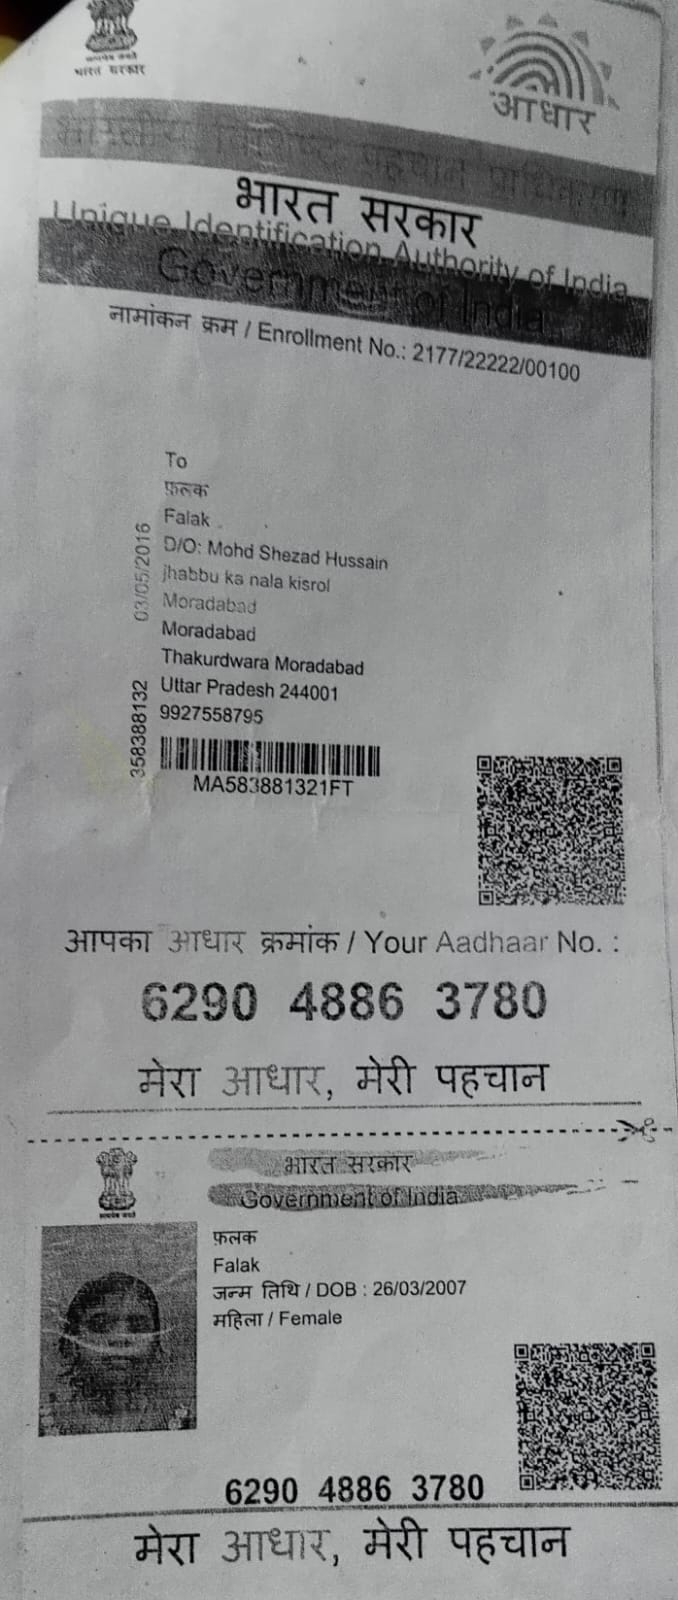 भारत सरकार
आधार
भारतीय विशिष्ट पहचान प्राधिकरण
भारत सरकार
Unique Identification Authority of India
Government of India
नामांकन क्रम / Enrollment No.: 2177/22222/00100
To
फ़लक
Falak
D/O: Mohd Shezad Hussain
jhabbu ka nala kisrol
Moradabad
Moradabad
Thakurdwara Moradabad
Uttar Pradesh 244001
9927558795
03/05/2016
358388132
MA583881321FT
आपका आधार क्रमांक / Your Aadhaar No. :
6290 4886 3780
मेरा आधार, मेरी पहचान
भारत सरकार
Government of India
फ़लक
Falak
जन्म तिथि / DOB : 26/03/2007
महिला / Female
6290 4886 3780
मेरा आधार, मेरी पहचान